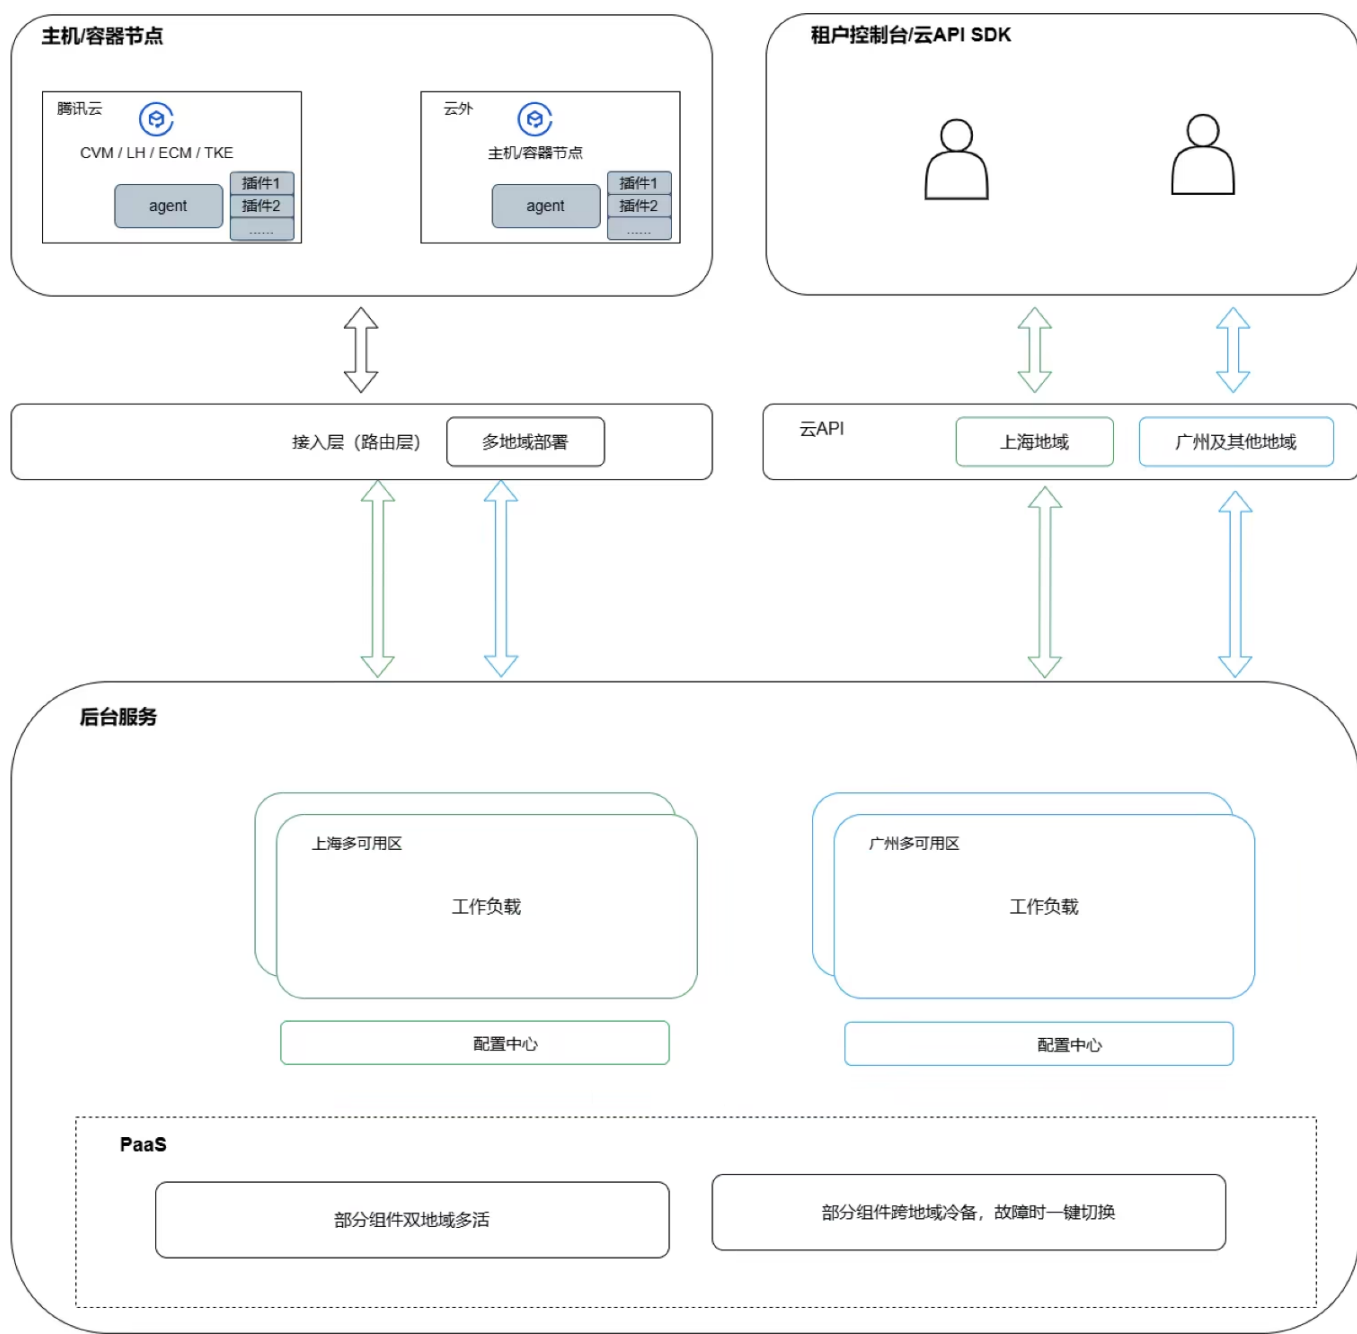 主机/容器节点
腾讯云
CVM / LH / ECM / TKE
agent
插件1
插件2
......
云外
主机/容器节点
agent
插件1
插件2
......
租户控制台/云API SDK
接入层（路由层）
多地域部署
云API
上海地域
广州及其他地域
后台服务
上海多可用区
工作负载
配置中心
广州多可用区
工作负载
配置中心
PaaS
部分组件双地域多活
部分组件跨地域冷备，故障时一键切换